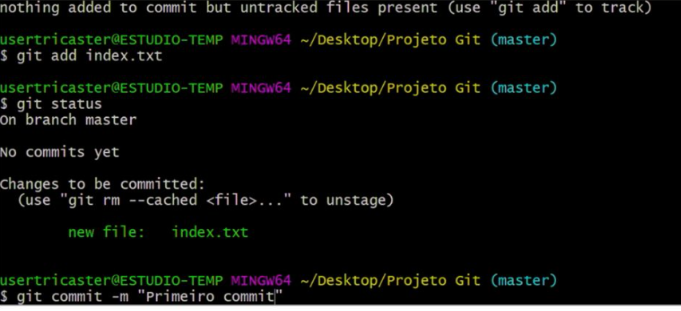 nothing added to commit but untracked files present (use "git add" to track)
usertricaster@ESTUDIO-TEMP MINGW64 ~/Desktop/Projeto Git (master)
$ git add index.txt
usertricaster@ESTUDIO-TEMP MINGW64 ~/Desktop/Projeto Git (master)
$ git status
On branch master
No commits yet
Changes to be committed:
(use "git rm --cached <file>..." to unstage)
new file: index.txt
usertricaster@ESTUDIO-TEMP MINGW64 ~/Desktop/Projeto Git (master)
$ git commit -m "Primeiro commit"